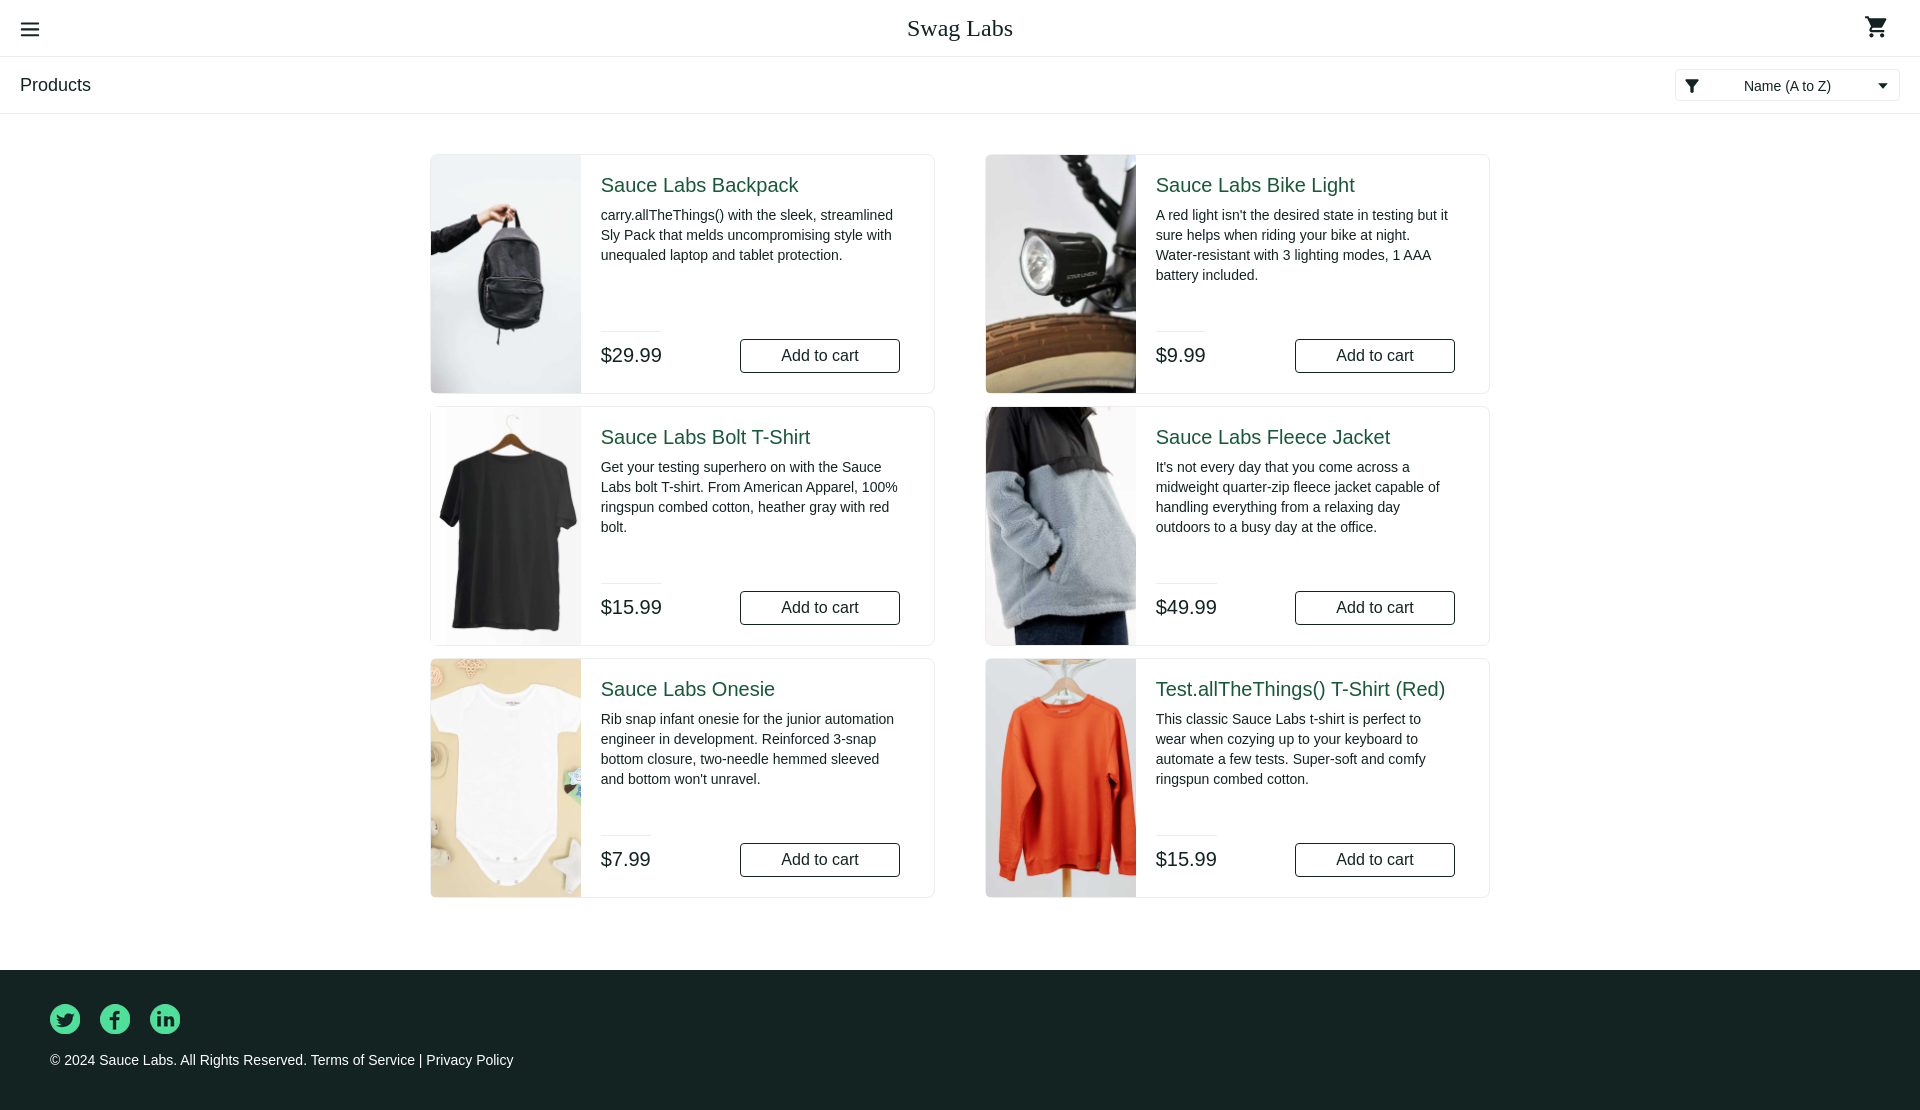 Swag Labs
Products
Name (A to Z)
Sauce Labs Backpack
carry.allTheThings() with the sleek, streamlined
Sly Pack that melds uncompromising style with
unequaled laptop and tablet protection.
$29.99
Add to cart
Sauce Labs Bike Light
A red light isn't the desired state in testing but it
sure helps when riding your bike at night.
Water-resistant with 3 lighting modes, 1 AAA
battery included.
$9.99
Add to cart
Sauce Labs Bolt T-Shirt
Get your testing superhero on with the Sauce
Labs bolt T-shirt. From American Apparel, 100%
ringspun combed cotton, heather gray with red
bolt.
$15.99
Add to cart
Sauce Labs Fleece Jacket
It's not every day that you come across a
midweight quarter-zip fleece jacket capable of
handling everything from a relaxing day
outdoors to a busy day at the office.
$49.99
Add to cart
Sauce Labs Onesie
Rib snap infant onesie for the junior automation
engineer in development. Reinforced 3-snap
bottom closure, two-needle hemmed sleeved
and bottom won't unravel.
$7.99
Add to cart
Test.allTheThings() T-Shirt (Red)
This classic Sauce Labs t-shirt is perfect to
wear when cozying up to your keyboard to
automate a few tests. Super-soft and comfy
ringspun combed cotton.
$15.99
Add to cart
© 2024 Sauce Labs. All Rights Reserved. Terms of Service | Privacy Policy